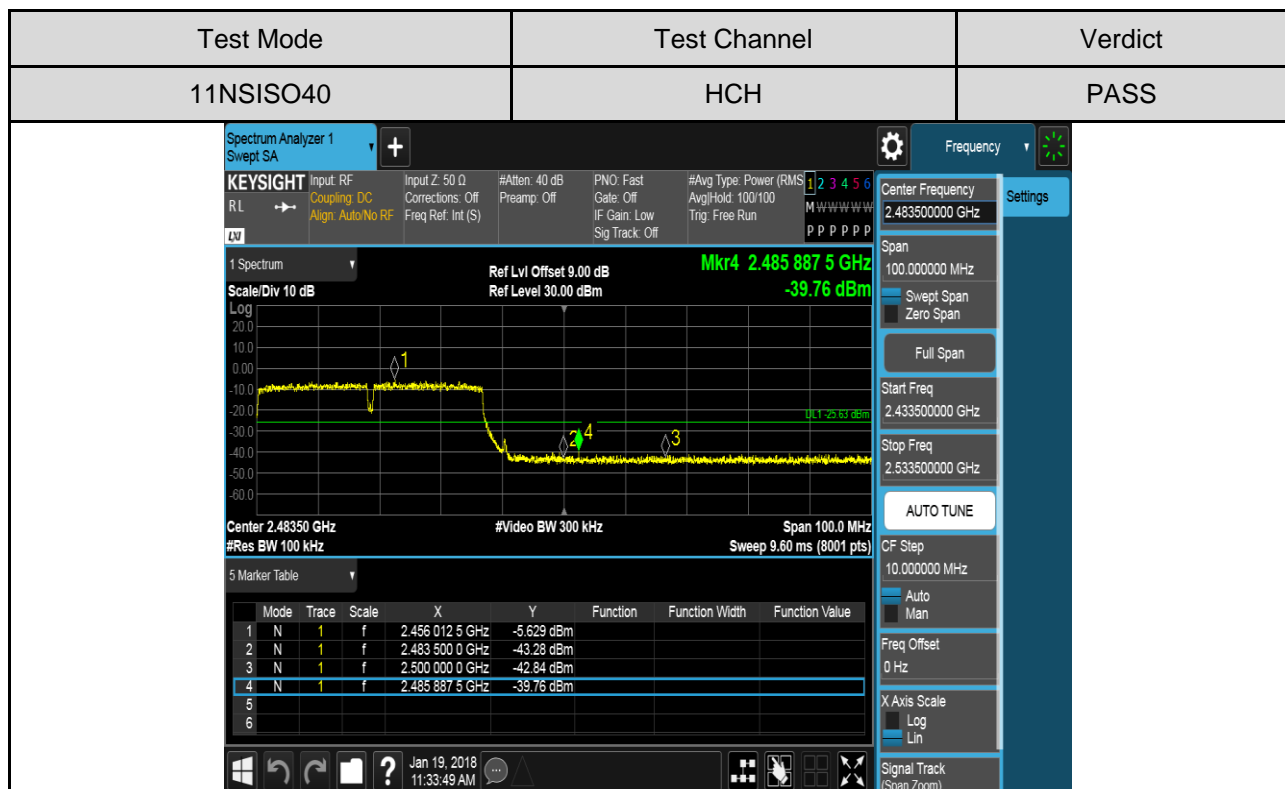 Test Mode Test Channel Verdict
11NSISO40 HCH PASS
Spectrum Analyzer 1
Swept SA
+
Frequency
KEYSIGHT Input: RF Input Z: 50 Ω #Atten: 40 dB PNO: Fast #Avg Type: Power (RMS 1 2 3 4 5 6
RL Coupling: DC Corrections: Off Preamp: Off Gate: Off Avg|Hold: 100/100 M W W W W W
Align: Auto/No RF Freq Ref: Int (S) IF Gain: Low Trig: Free Run
LXI Sig Track: Off P P P P P P
Center Frequency
2.483500000 GHz
Settings
Span
100.000000 MHz
Swept Span
Zero Span
Full Span
Start Freq
2.433500000 GHz
Stop Freq
2.533500000 GHz
AUTO TUNE
CF Step
10.000000 MHz
Auto
Man
Freq Offset
0 Hz
X Axis Scale
Log
Lin
Signal Track
(Span Zoom)
1 Spectrum
Ref Lvl Offset 9.00 dB Mkr4 2.485 887 5 GHz
Scale/Div 10 dB Ref Level 30.00 dBm -39.76 dBm
Log
20.0
10.0
0.00
-10.0
-20.0
-30.0
-40.0
-50.0
-60.0
1
DL1 -25.63 dBm
2 4 3
Center 2.48350 GHz #Video BW 300 kHz Span 100.0 MHz
#Res BW 100 kHz Sweep 9.60 ms (8001 pts)
5 Marker Table
Mode Trace Scale X Y Function Function Width Function Value
1 N 1 f 2.456 012 5 GHz -5.629 dBm
2 N 1 f 2.483 500 0 GHz -43.28 dBm
3 N 1 f 2.500 000 0 GHz -42.84 dBm
4 N 1 f 2.485 887 5 GHz -39.76 dBm
5
6
? Jan 19, 2018
11:33:49 AM